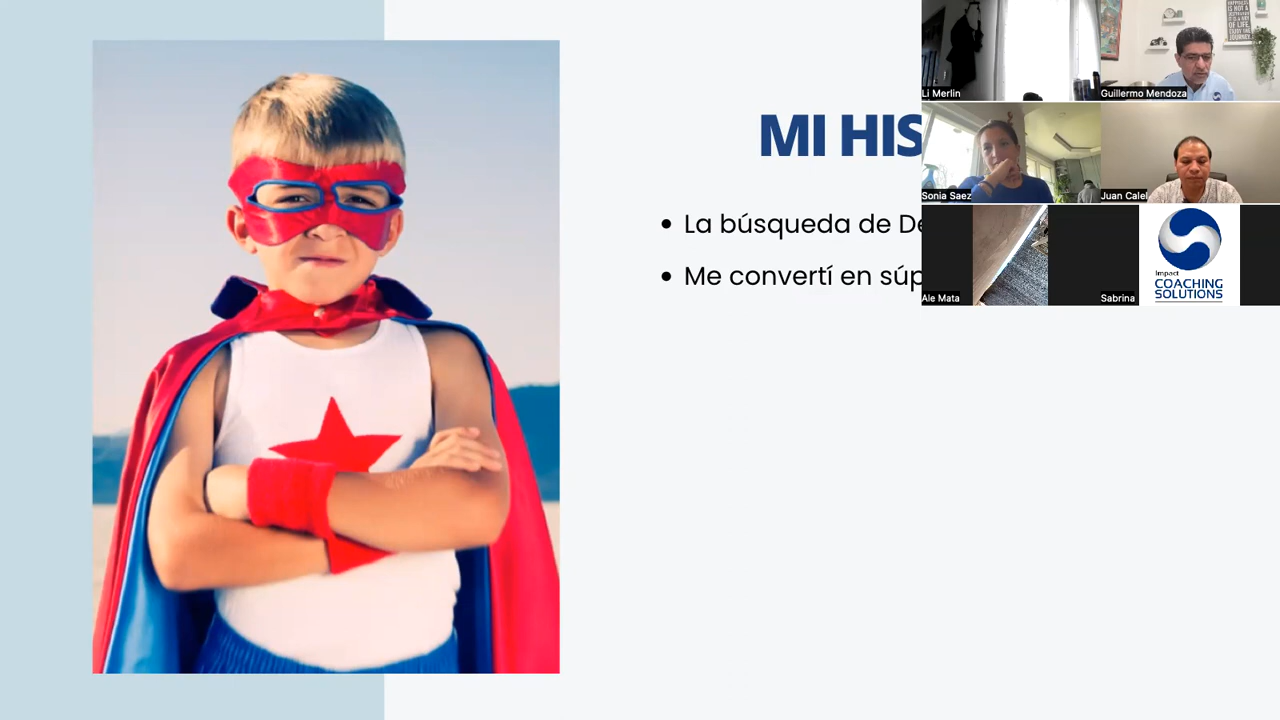 MI HIS
La búsqueda de De
Me convertí en súp
Li Merlin
Guillermo Mendoza
Sonia Saez
Juan Calel
Ale Mata
Sabrina
Impact
COACHING
SOLUTIONS